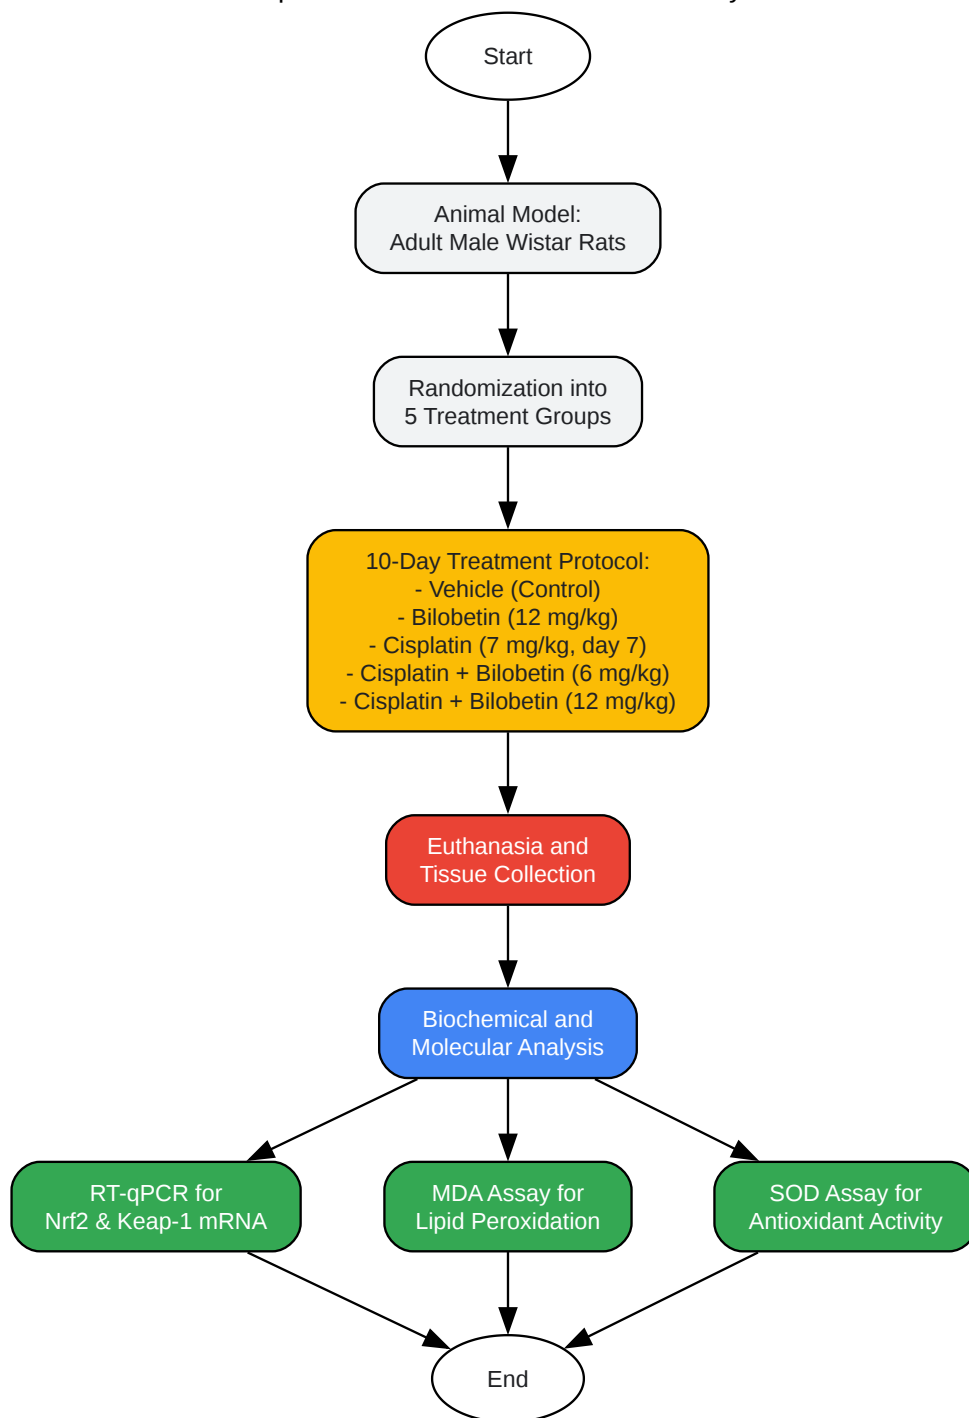 Start
Animal Model:
Adult Male Wistar Rats
Randomization into
5 Treatment Groups
10-Day Treatment Protocol:
- Vehicle (Control)
- Bilobetin (12 mg/kg)
- Cisplatin (7 mg/kg, day 7)
- Cisplatin + Bilobetin (6 mg/kg)
- Cisplatin + Bilobetin (12 mg/kg)
Euthanasia and
Tissue Collection
Biochemical and
Molecular Analysis
RT-qPCR for
Nrf2 & Keap-1 mRNA
MDA Assay for
Lipid Peroxidation
SOD Assay for
Antioxidant Activity
End